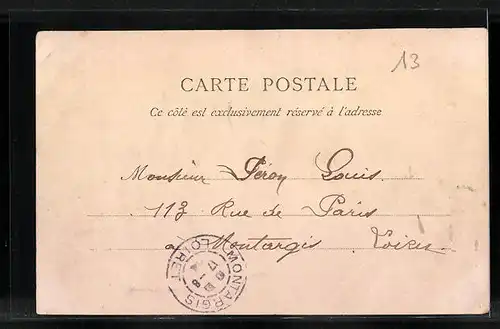 13
CARTE POSTALE
Ce côté est exclusivement réservé à l'adresse
Monsieur Péron Louis
113 Rue de Paris
à Montargis Loiret
MONTARGIS
LOIRET